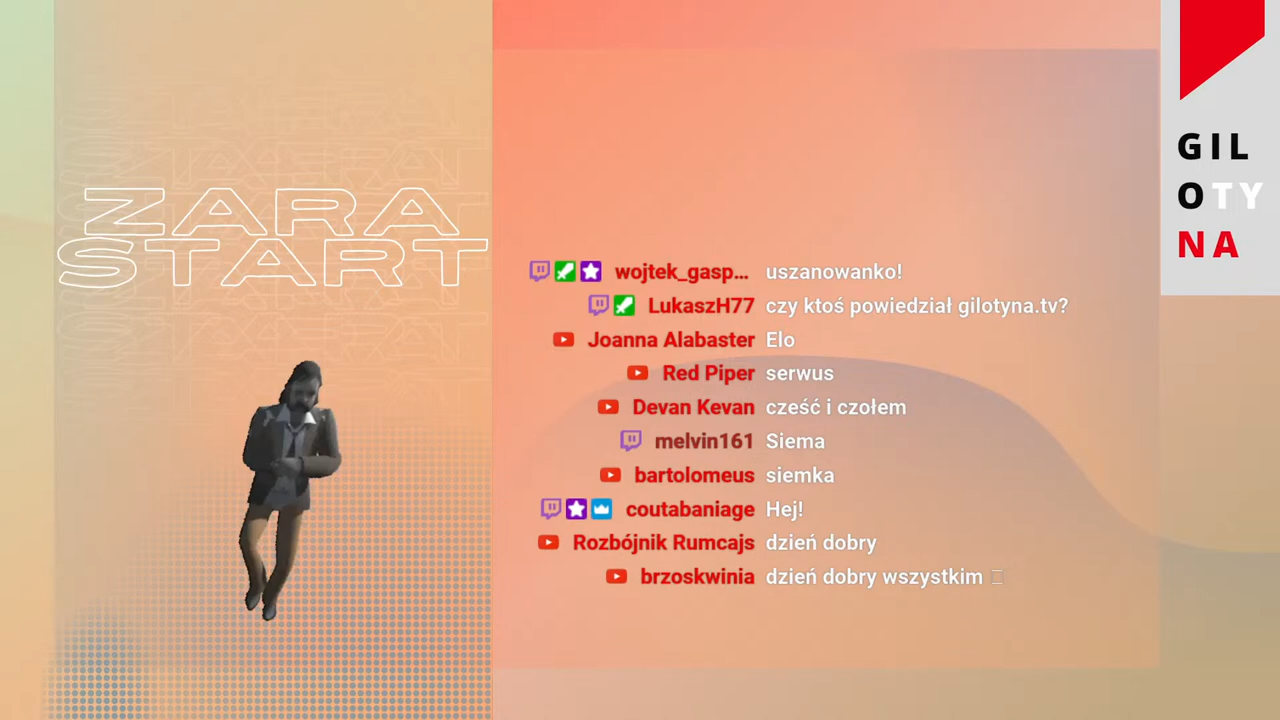 ZARA
START
GIL
OTY
NA
wojtek_gasp... uszanowanko!
LukaszH77 czy ktoś powiedział gilotyna.tv?
Joanna Alabaster Elo
Red Piper serwus
Devan Kevan cześć i czołem
melvin161 Siema
bartolomeus siemka
coutabaniage Hej!
Rozbójnik Rumcajs dzień dobry
brzoskwinia dzień dobry wszystkim